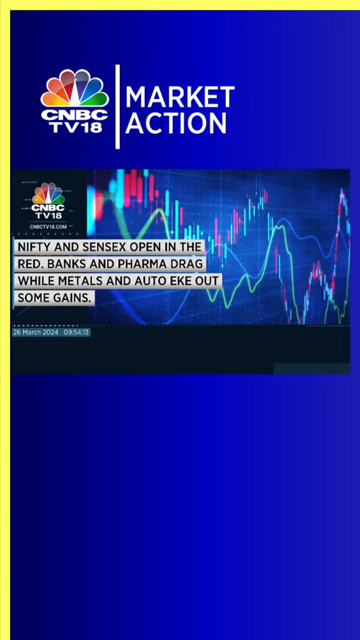 CNBC
TV18
MARKET
ACTION
CNBC
TV18
CNBCTV18.COM
NIFTY AND SENSEX OPEN IN THE
RED. BANKS AND PHARMA DRAG
WHILE METALS AND AUTO EKE OUT
SOME GAINS.
26 March 2024 09:54:13